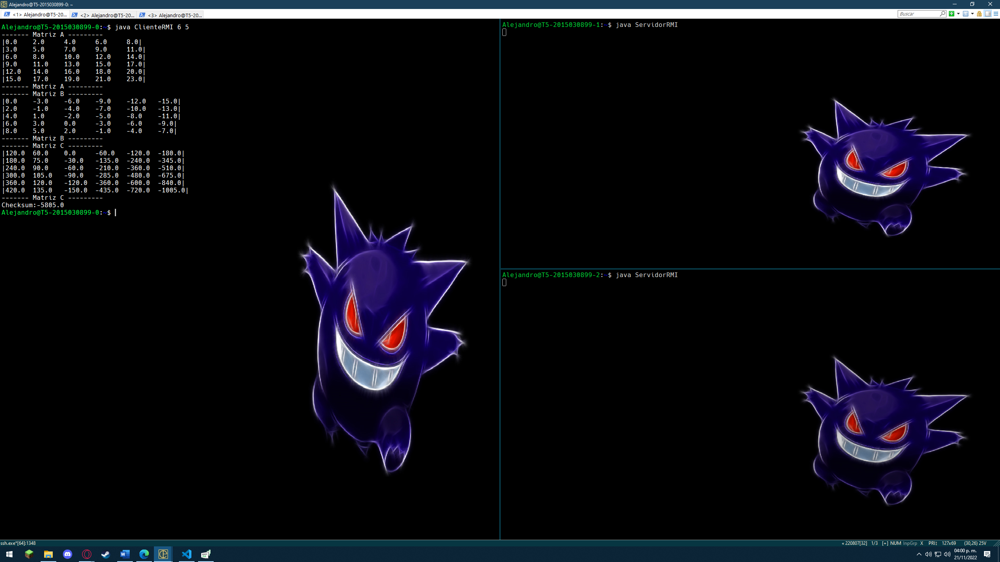 Alejandro@T5-2015030899-0: ~
<1> Alejandro@T5-20... <2> Alejandro@T5-20... <3> Alejandro@T5-20... Buscar
Alejandro@T5-2015030899-0:~$ java ClienteRMI 6 5
------- Matriz A ---------
|0.0 2.0 4.0 6.0 8.0|
|3.0 5.0 7.0 9.0 11.0|
|6.0 8.0 10.0 12.0 14.0|
|9.0 11.0 13.0 15.0 17.0|
|12.0 14.0 16.0 18.0 20.0|
|15.0 17.0 19.0 21.0 23.0|
------- Matriz A ---------
------- Matriz B ---------
|0.0 -3.0 -6.0 -9.0 -12.0 -15.0|
|2.0 -1.0 -4.0 -7.0 -10.0 -13.0|
|4.0 1.0 -2.0 -5.0 -8.0 -11.0|
|6.0 3.0 0.0 -3.0 -6.0 -9.0|
|8.0 5.0 2.0 -1.0 -4.0 -7.0|
------- Matriz B ---------
------- Matriz C ---------
|120.0 60.0 0.0 -60.0 -120.0 -180.0|
|180.0 75.0 -30.0 -135.0 -240.0 -345.0|
|240.0 90.0 -60.0 -210.0 -360.0 -510.0|
|300.0 105.0 -90.0 -285.0 -480.0 -675.0|
|360.0 120.0 -120.0 -360.0 -600.0 -840.0|
|420.0 135.0 -150.0 -435.0 -720.0 -1005.0|
------- Matriz C ---------
Checksum:-5805.0
Alejandro@T5-2015030899-0:~$
Alejandro@T5-2015030899-1:~$ java ServidorRMI
Alejandro@T5-2015030899-2:~$ java ServidorRMI
ssh.exe*[64]:1348 « 220807[32] 1/3 [+] NUM InpGrp X PRI↕ 127x69 (30,26) 25V
04:00 p. m.
21/11/2022